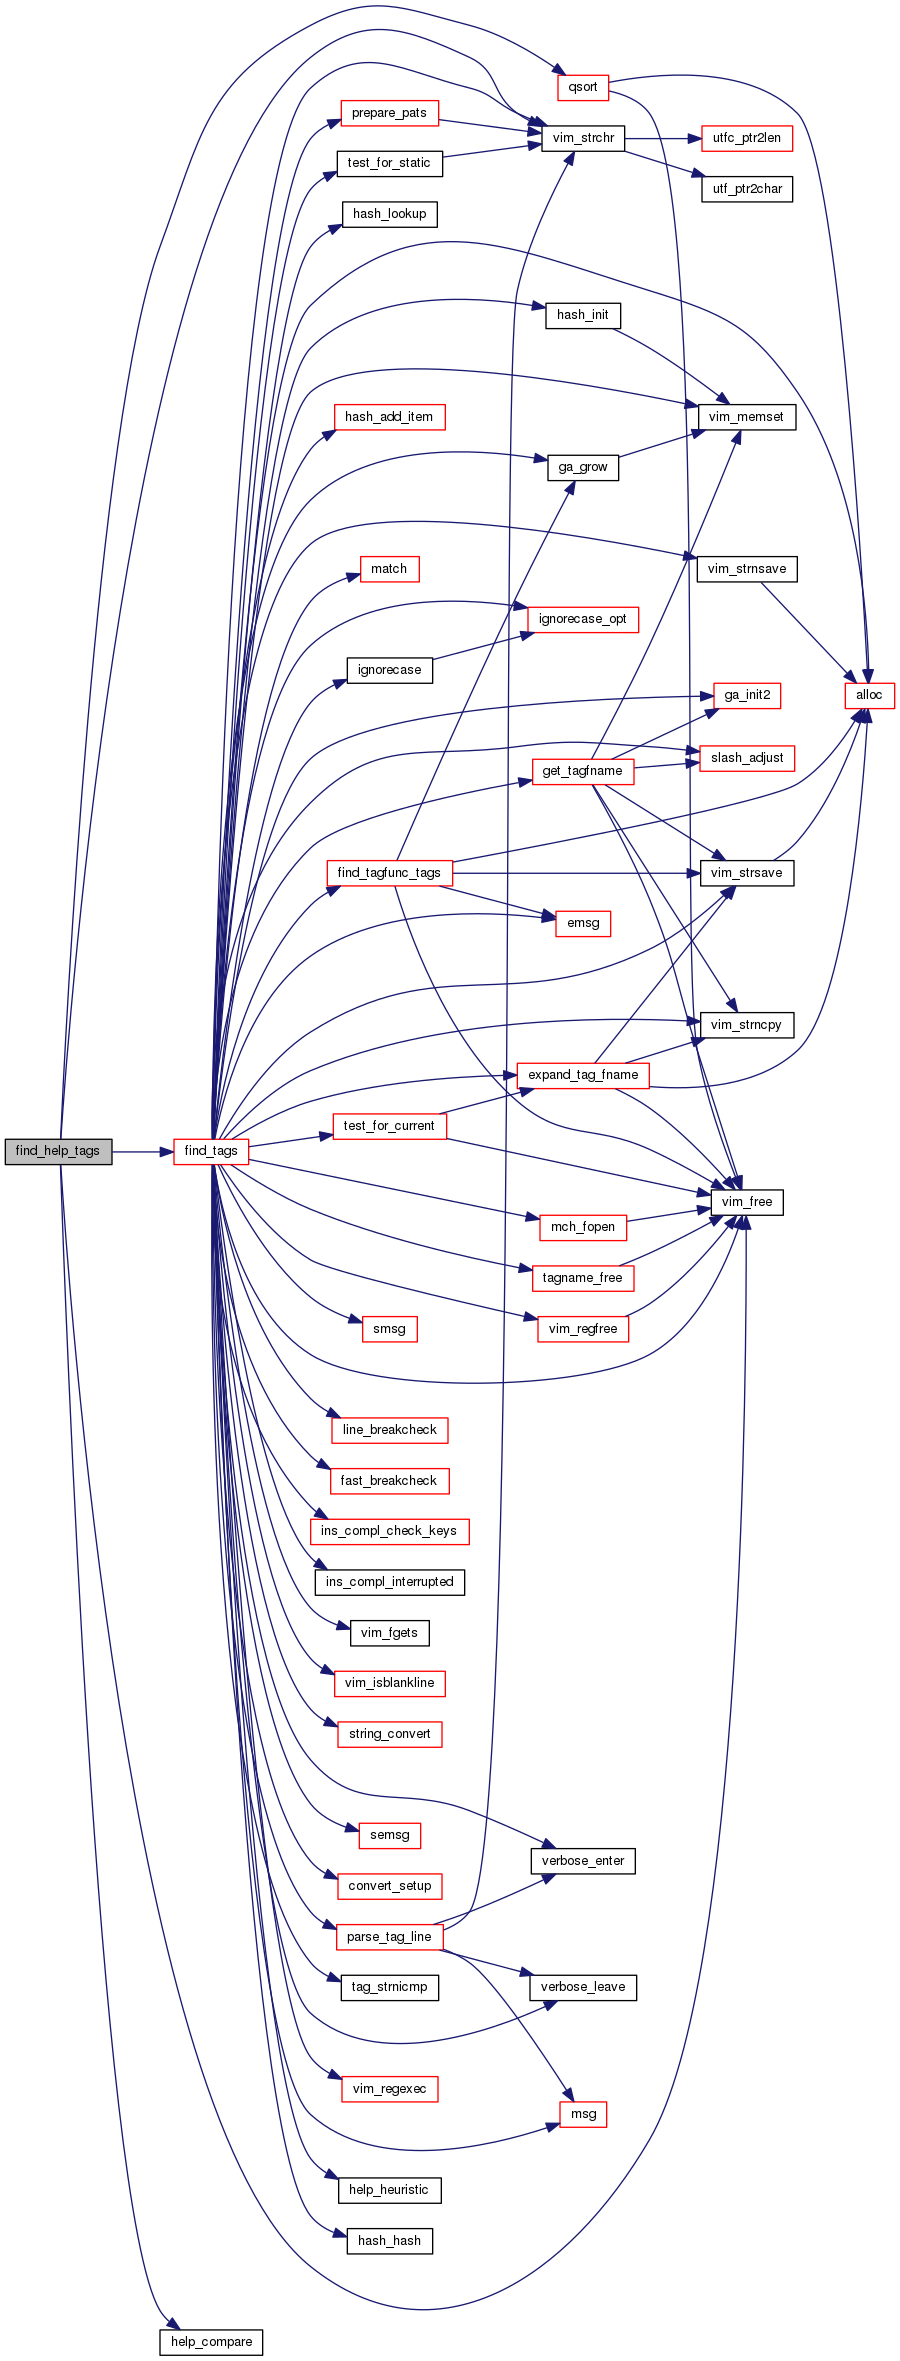 qsort
prepare_pats
vim_strchr
utfc_ptr2len
test_for_static
utf_ptr2char
hash_lookup
hash_init
hash_add_item
vim_memset
ga_grow
match
vim_strnsave
ignorecase_opt
ignorecase
ga_init2
alloc
slash_adjust
get_tagfname
find_tagfunc_tags
vim_strsave
emsg
vim_strncpy
expand_tag_fname
test_for_current
find_help_tags
find_tags
vim_free
mch_fopen
tagname_free
smsg
vim_regfree
line_breakcheck
fast_breakcheck
ins_compl_check_keys
ins_compl_interrupted
vim_fgets
vim_isblankline
string_convert
semsg
verbose_enter
convert_setup
parse_tag_line
tag_strnicmp
verbose_leave
vim_regexec
msg
help_heuristic
hash_hash
help_compare